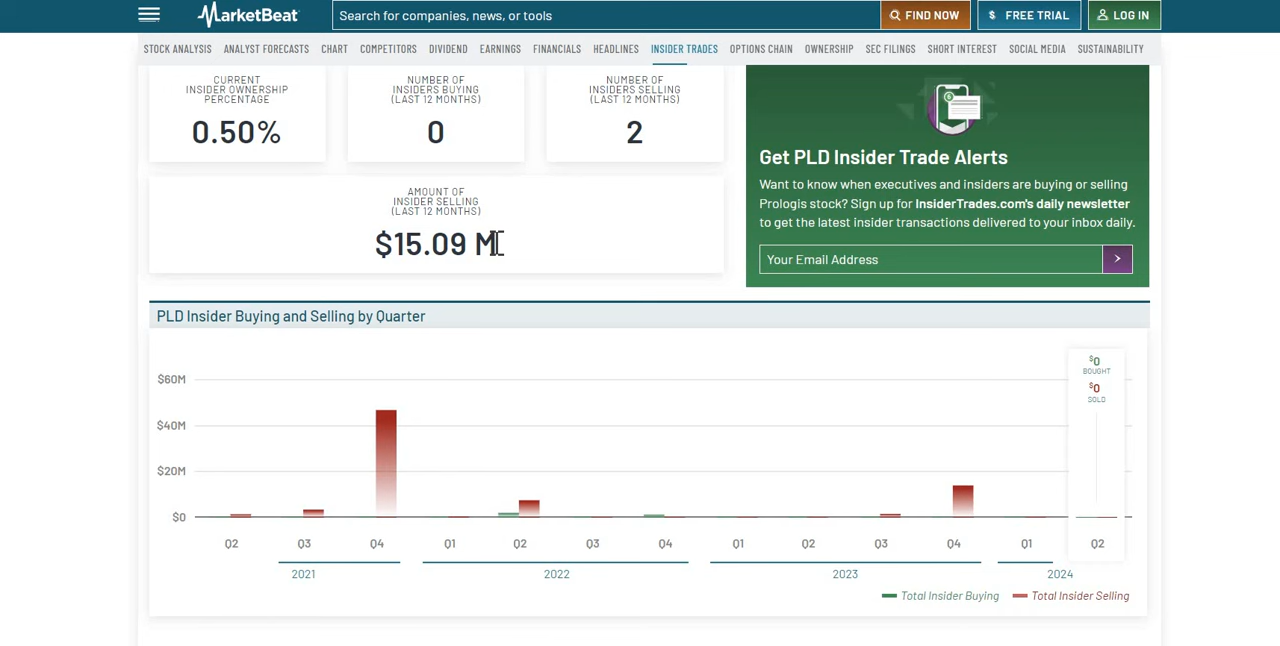 MarketBeat
Search for companies, news, or tools
FIND NOW
$ FREE TRIAL
LOG IN
STOCK ANALYSIS ANALYST FORECASTS CHART COMPETITORS DIVIDEND EARNINGS FINANCIALS HEADLINES INSIDER TRADES OPTIONS CHAIN OWNERSHIP SEC FILINGS SHORT INTEREST SOCIAL MEDIA SUSTAINABILITY
CURRENT
INSIDER OWNERSHIP
PERCENTAGE
0.50%
NUMBER OF
INSIDERS BUYING
(LAST 12 MONTHS)
0
NUMBER OF
INSIDERS SELLING
(LAST 12 MONTHS)
2
AMOUNT OF
INSIDER SELLING
(LAST 12 MONTHS)
$15.09 M
Get PLD Insider Trade Alerts
Want to know when executives and insiders are buying or selling
Prologis stock? Sign up for InsiderTrades.com's daily newsletter
to get the latest insider transactions delivered to your inbox daily.
Your Email Address
PLD Insider Buying and Selling by Quarter
$60M
$40M
$20M
$0
$0
BOUGHT
$0
SOLD
Q2 Q3 Q4 Q1 Q2 Q3 Q4 Q1 Q2 Q3 Q4 Q1 Q2
2021 2022 2023 2024
Total Insider Buying Total Insider Selling